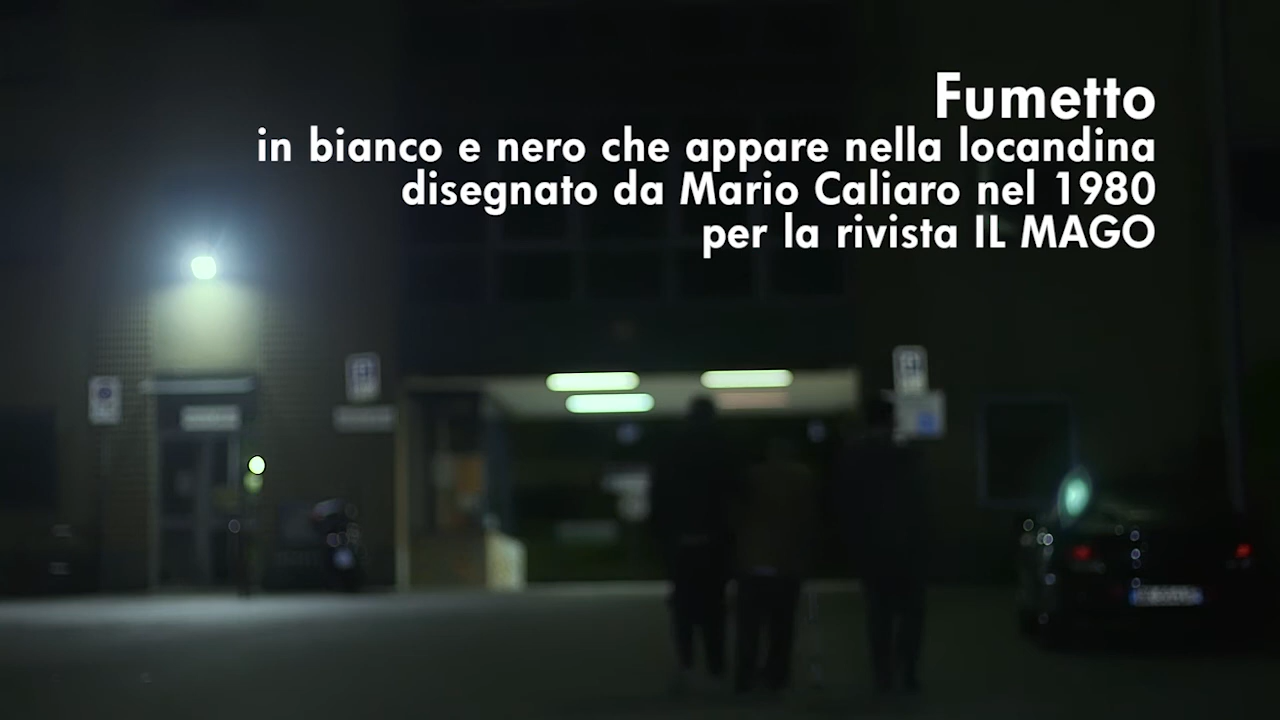 Fumetto
in bianco e nero che appare nella locandina
disegnato da Mario Caliaro nel 1980
per la rivista IL MAGO